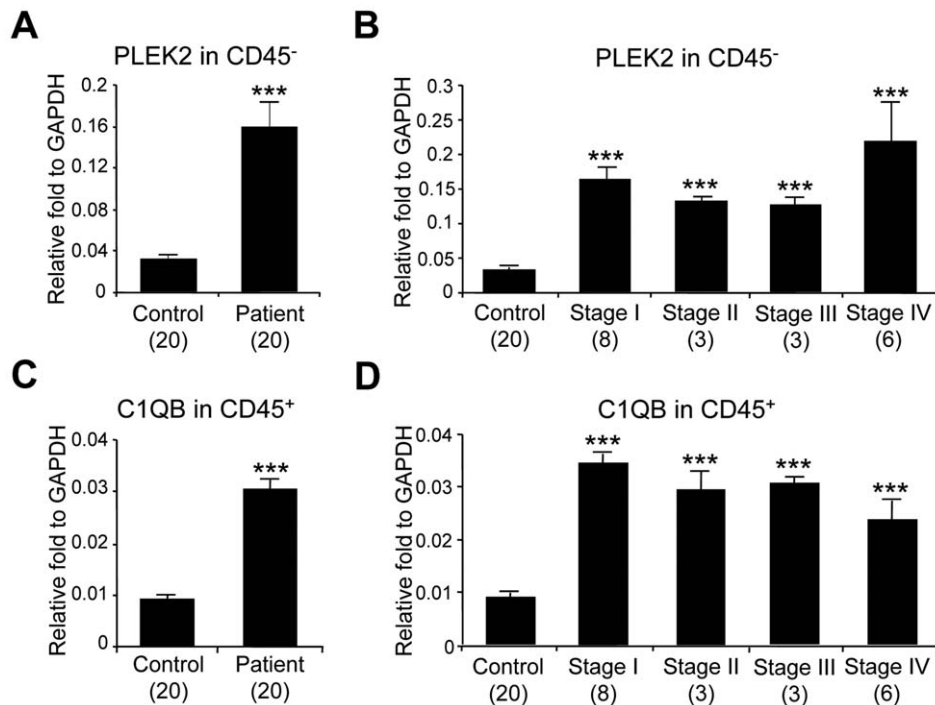 A
PLEK2 in CD45-
Relative fold to GAPDH
0.2
0.16
0.12
0.08
0.04
0
***
Control
Patient
(20)
(20)
B
PLEK2 in CD45-
Relative fold to GAPDH
0.3
0.25
0.20
0.15
0.10
0.05
0
***
***
***
***
Control
Stage I
Stage II
Stage III
Stage IV
(20)
(8)
(3)
(3)
(6)
C
C1QB in CD45+
Relative fold to GAPDH
0.04
0.03
0.02
0.01
0
***
Control
Patient
(20)
(20)
D
C1QB in CD45+
Relative fold to GAPDH
0.04
0.03
0.02
0.01
0
***
***
***
***
Control
Stage I
Stage II
Stage III
Stage IV
(20)
(8)
(3)
(3)
(6)